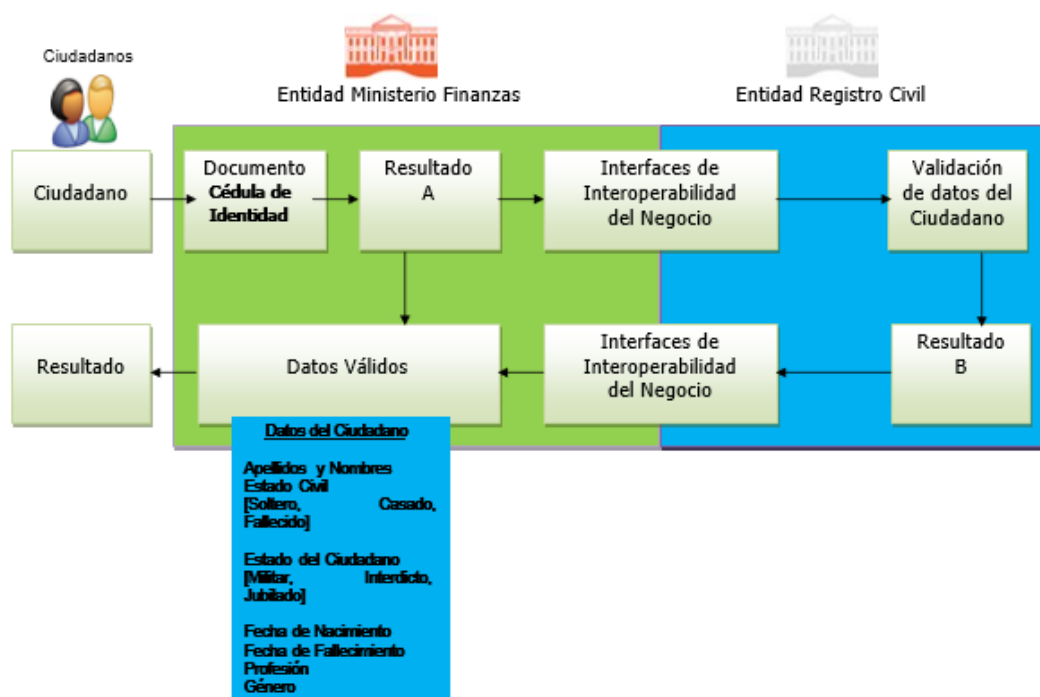 Ciudadanos
Entidad Ministerio Finanzas
Entidad Registro Civil
Ciudadano
Documento
Cédula de
Identidad
Resultado
A
Interfaces de
Interoperabilidad
del Negocio
Validación
de datos del
Ciudadano
Resultado
Datos Válidos
Interfaces de
Interoperabilidad
del Negocio
Resultado
B
Datos del Ciudadano
Apellidos y Nombres
Estado Civil
[Soltero, Casado,
Fallecido]
Estado del Ciudadano
[Militar, Interdicto,
Jubilado]
Fecha de Nacimiento
Fecha de Fallecimiento
Profesión
Género